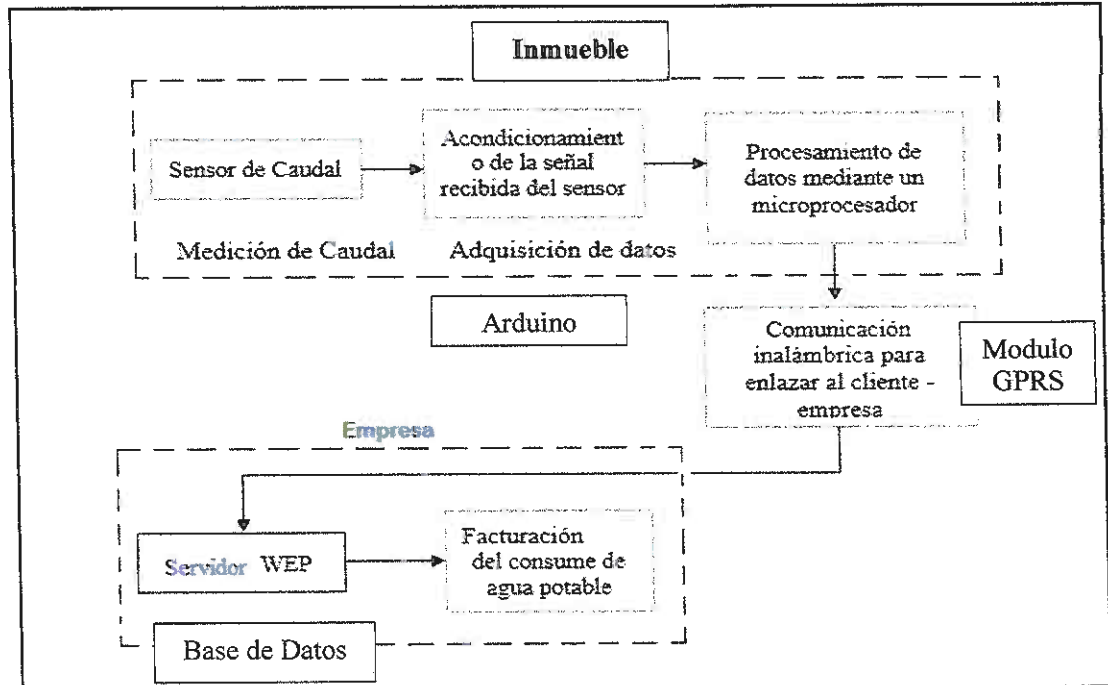 Inmueble
Sensor de Caudal
Acondicionamient
o de la señal
recibida del sensor
Procesamiento de
datos mediante un
microprocesador
Medición de Caudal
Adquisición de datos
Arduino
Comunicación
inalámbrica para
enlazar al cliente -
empresa
Modulo
GPRS
Empresa
Servidor WEP
Facturación
del consume de
agua potable
Base de Datos